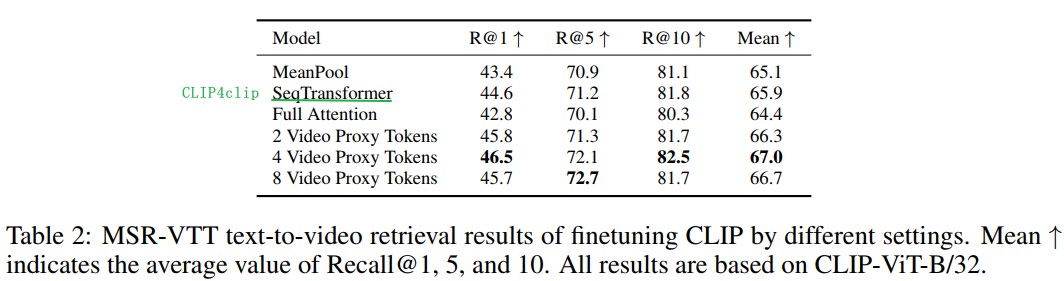 Model R@1 ↑ R@5 ↑ R@10 ↑ Mean ↑
MeanPool 43.4 70.9 81.1 65.1
CLIP4clip SeqTransformer 44.6 71.2 81.8 65.9
Full Attention 42.8 70.1 80.3 64.4
2 Video Proxy Tokens 45.8 71.3 81.7 66.3
4 Video Proxy Tokens 46.5 72.1 82.5 67.0
8 Video Proxy Tokens 45.7 72.7 81.7 66.7
Table 2: MSR-VTT text-to-video retrieval results of finetuning CLIP by different settings. Mean ↑
indicates the average value of Recall@1, 5, and 10. All results are based on CLIP-ViT-B/32.